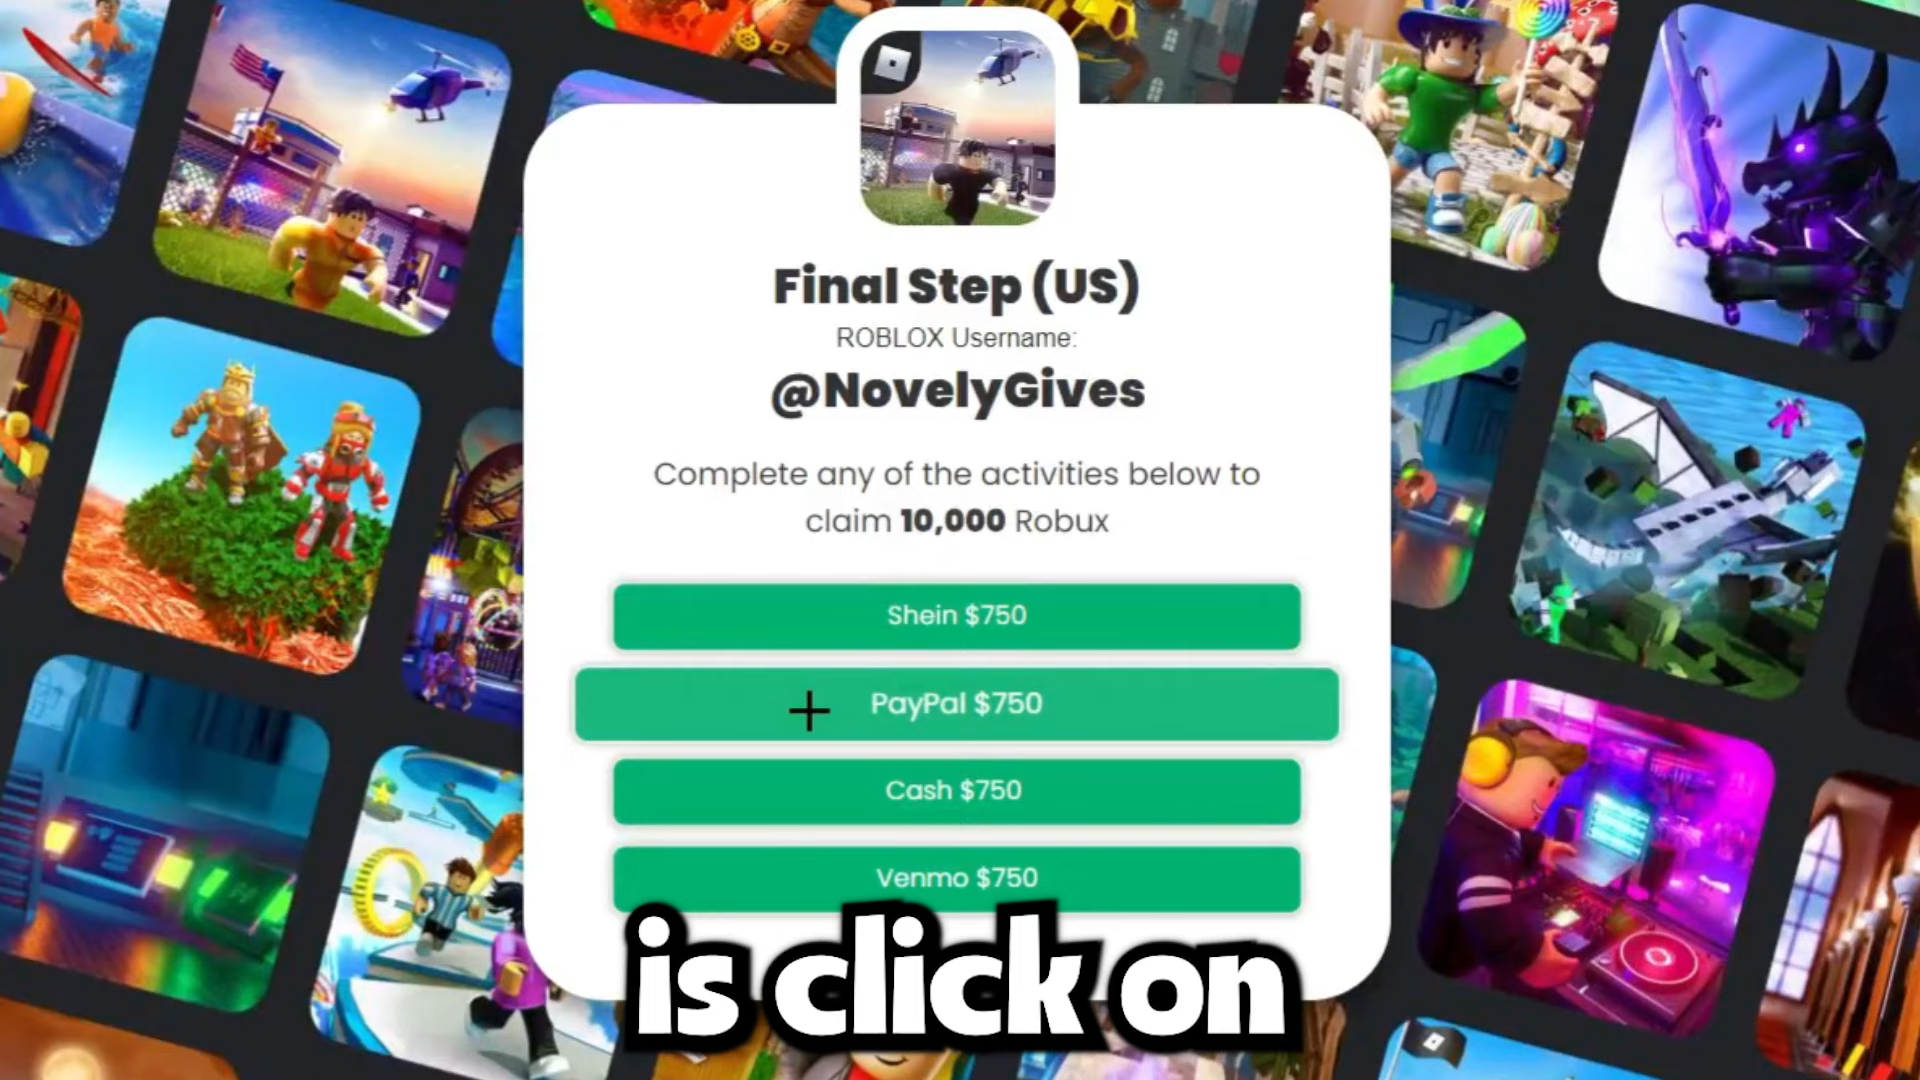 Final Step (US)
ROBLOX Username:
@NovelyGives
Complete any of the activities below to
claim 10,000 Robux
Shein $750
PayPal $750
Cash $750
Venmo $750
is click on